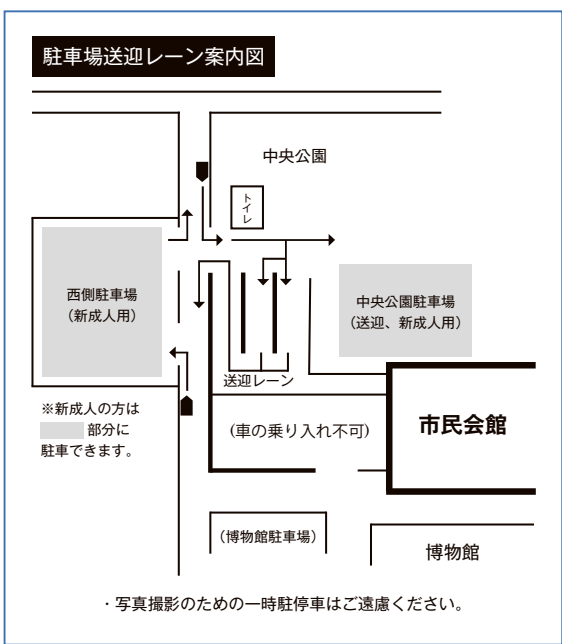 駐車場送迎レーン案内図
中央公園
トイレ
西側駐車場
(新成人用)
中央公園駐車場
(送迎、新成人用)
送迎レーン
※新成人の方は
部分に
駐車できます。
(車の乗り入れ不可)
市民会館
(博物館駐車場)
博物館
・写真撮影のための一時駐停車はご遠慮ください。